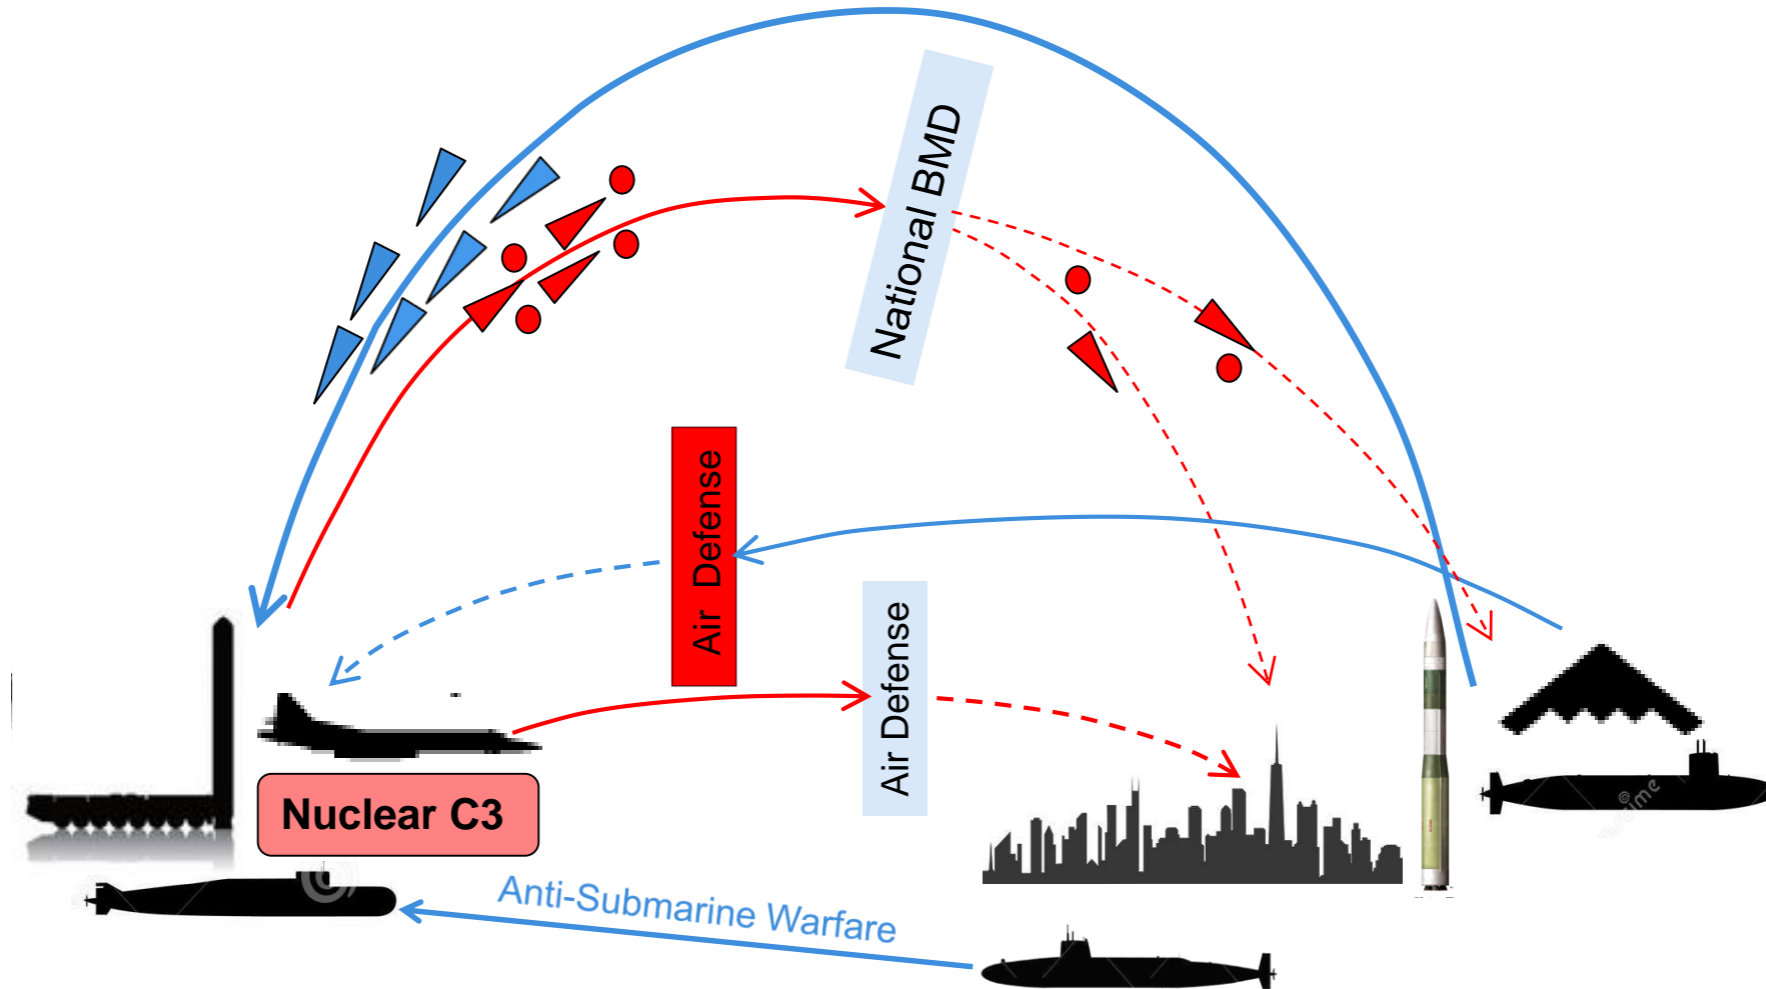 National BMD
Air Defense
Air Defense
Nuclear C3
Anti-Submarine Warfare